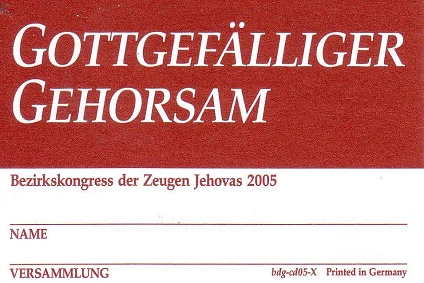 GOTTGEFÄLLIGER
GEHORSAM
Bezirkskongress der Zeugen Jehovas 2005
NAME
VERSAMMLUNG bdg-cd05-X Printed in Germany